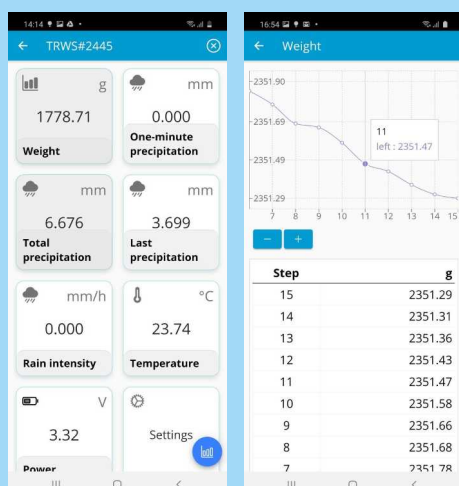 14:14
TRWS#2445
g
1778.71
Weight
mm
0.000
One-minute
precipitation
mm
6.676
Total
precipitation
mm
3.699
Last
precipitation
mm/h
0.000
Rain intensity
°C
23.74
Temperature
V
3.32
Power
Settings
16:54
Weight
2351.90
2351.69
2351.49
2351.29
11
left : 2351.47
7 8 9 10 11 12 13 14 15
− +
Step g
15 2351.29
14 2351.31
13 2351.36
12 2351.43
11 2351.47
10 2351.58
9 2351.66
8 2351.68
7 2351.78